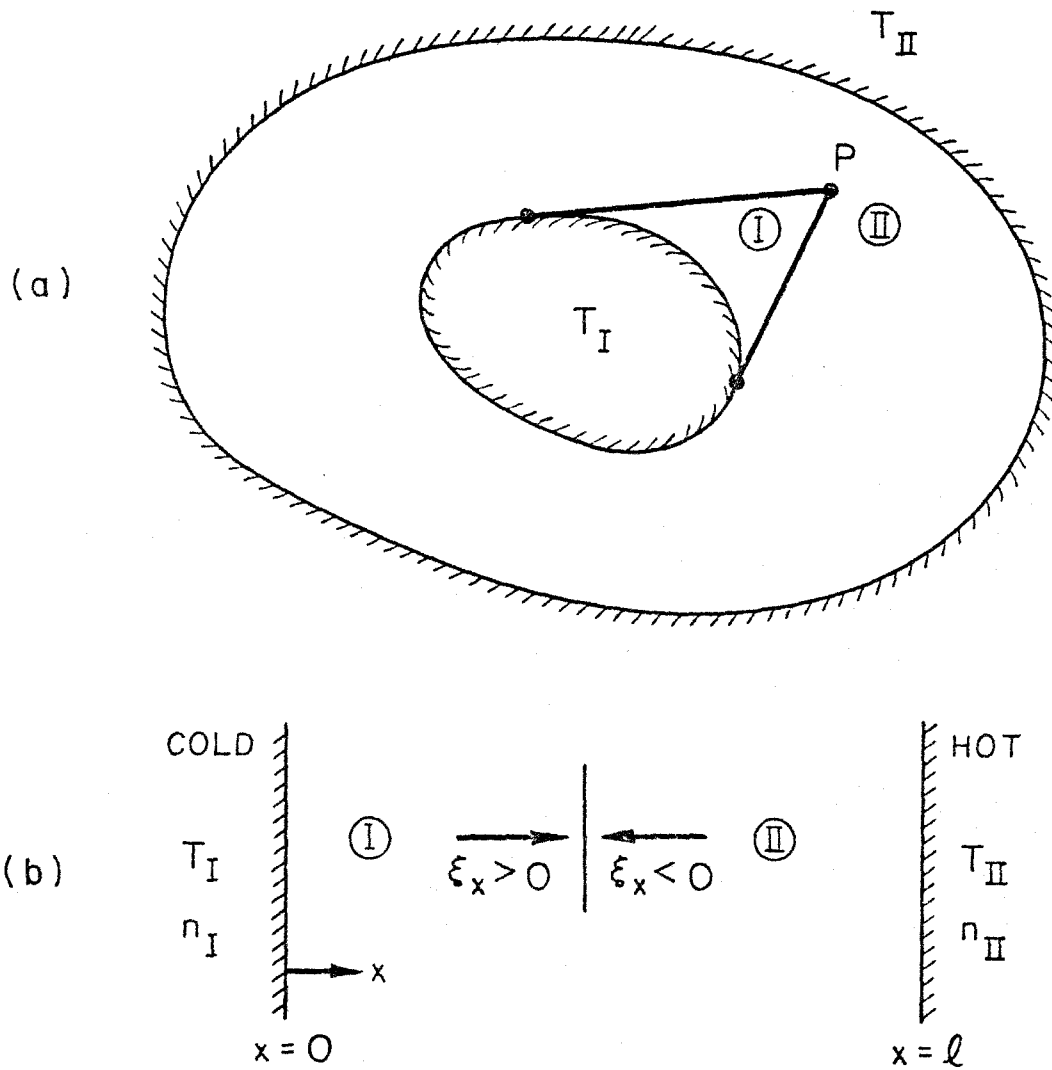 T_II
P
Ⓘ Ⓘⅈ
(a)
T_I
COLD HOT
Ⓘ Ⅱ
T_I ξ_x > 0 ξ_x < 0 T_II
(b)
n_I n_II
x
x = 0 x = ℓ